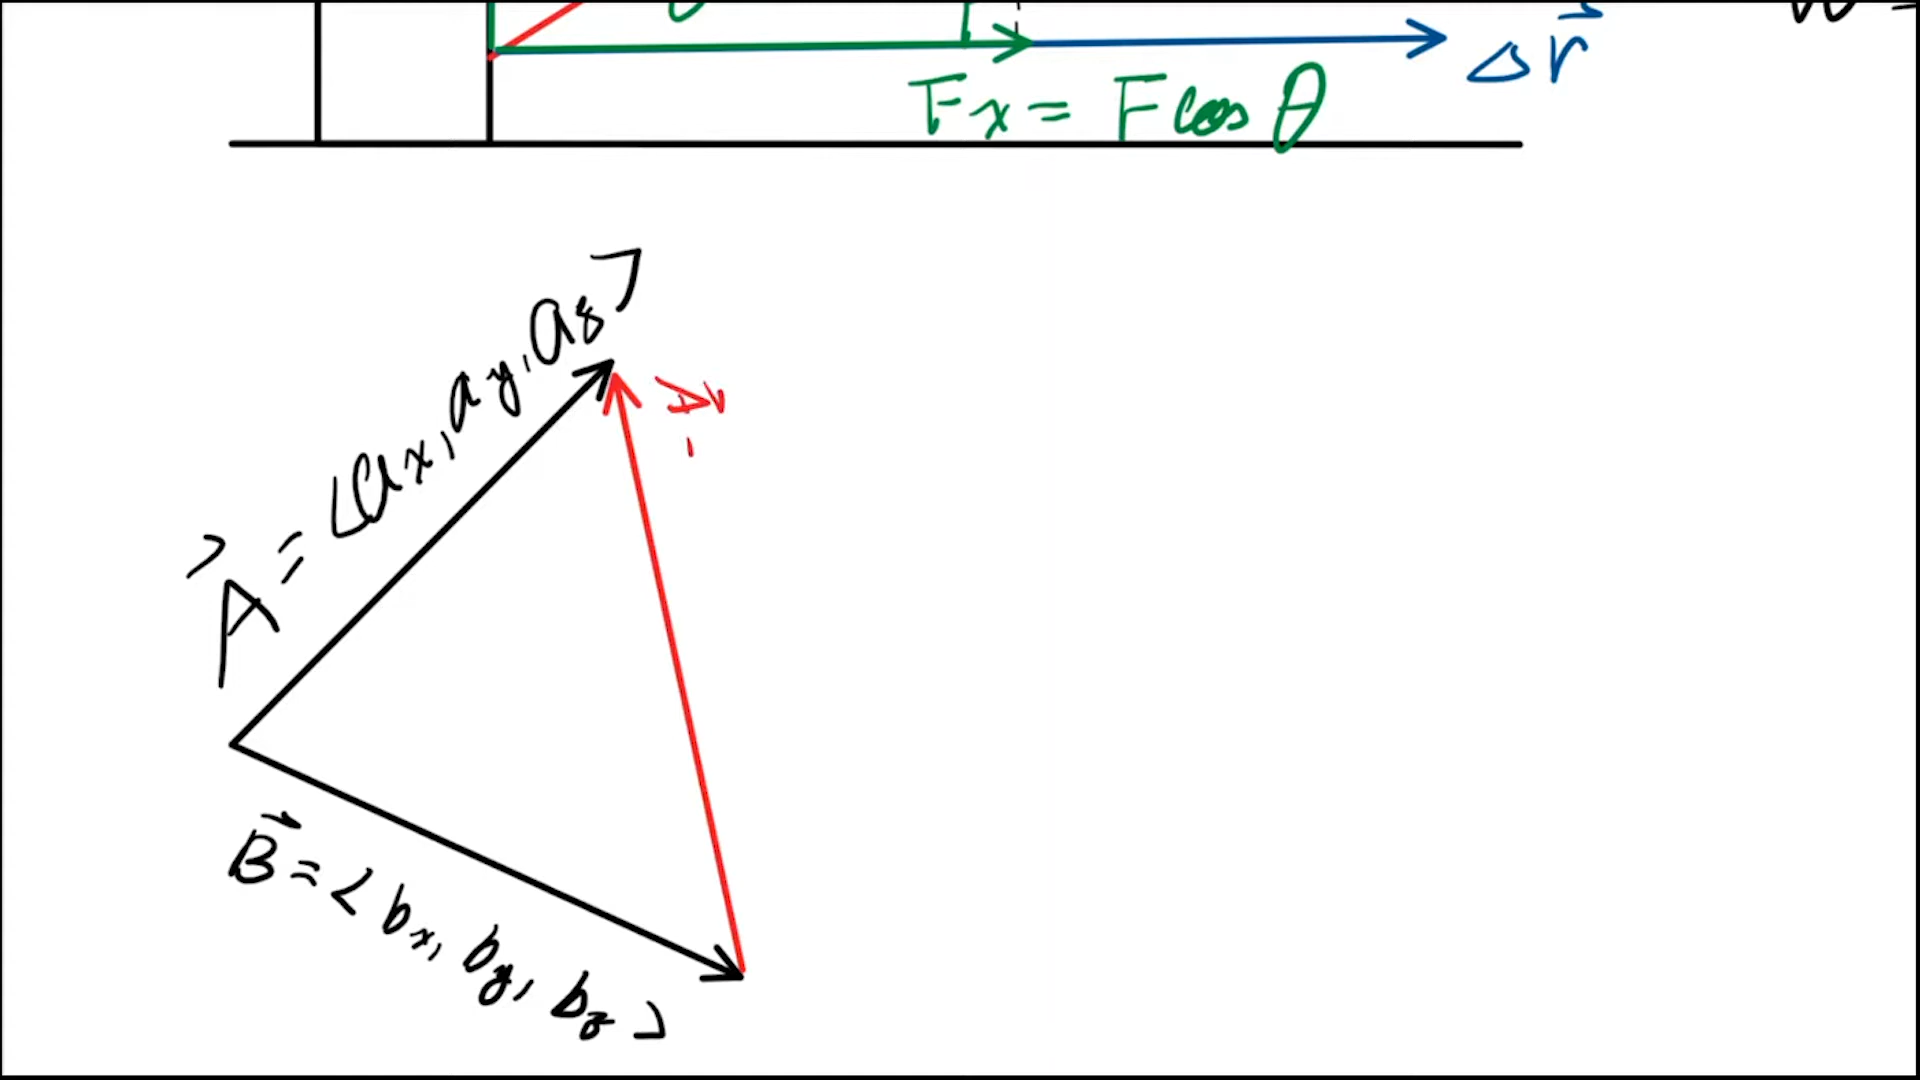 Δr⃗
Fx = F cos θ
A⃗ = <ax, ay, az>
A⃗ -
B⃗ = <bx, by, bz>